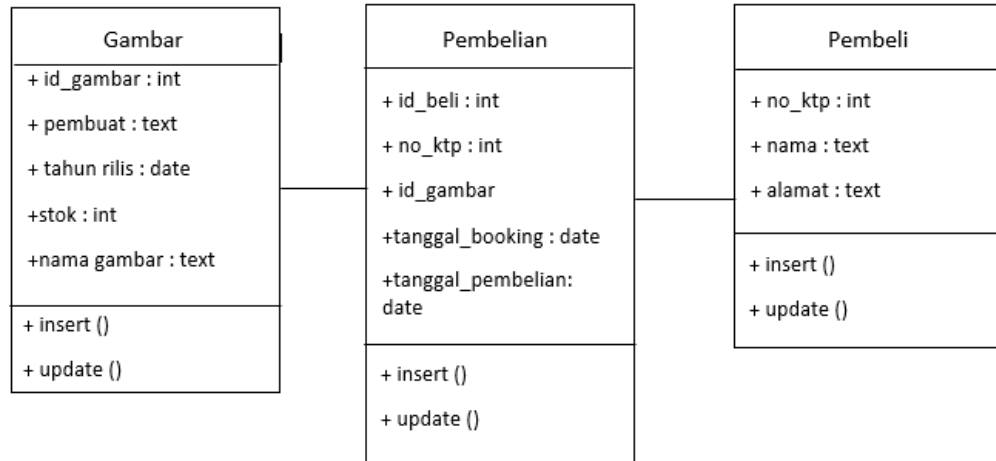 Gambar
+ id_gambar : int
+ pembuat : text
+ tahun rilis : date
+stok : int
+nama gambar : text
+ insert ()
+ update ()
Pembelian
+ id_beli : int
+ no_ktp : int
+ id_gambar
+tanggal_booking : date
+tanggal_pembelian:
date
+ insert ()
+ update ()
Pembeli
+ no_ktp : int
+ nama : text
+ alamat : text
+ insert ()
+ update ()